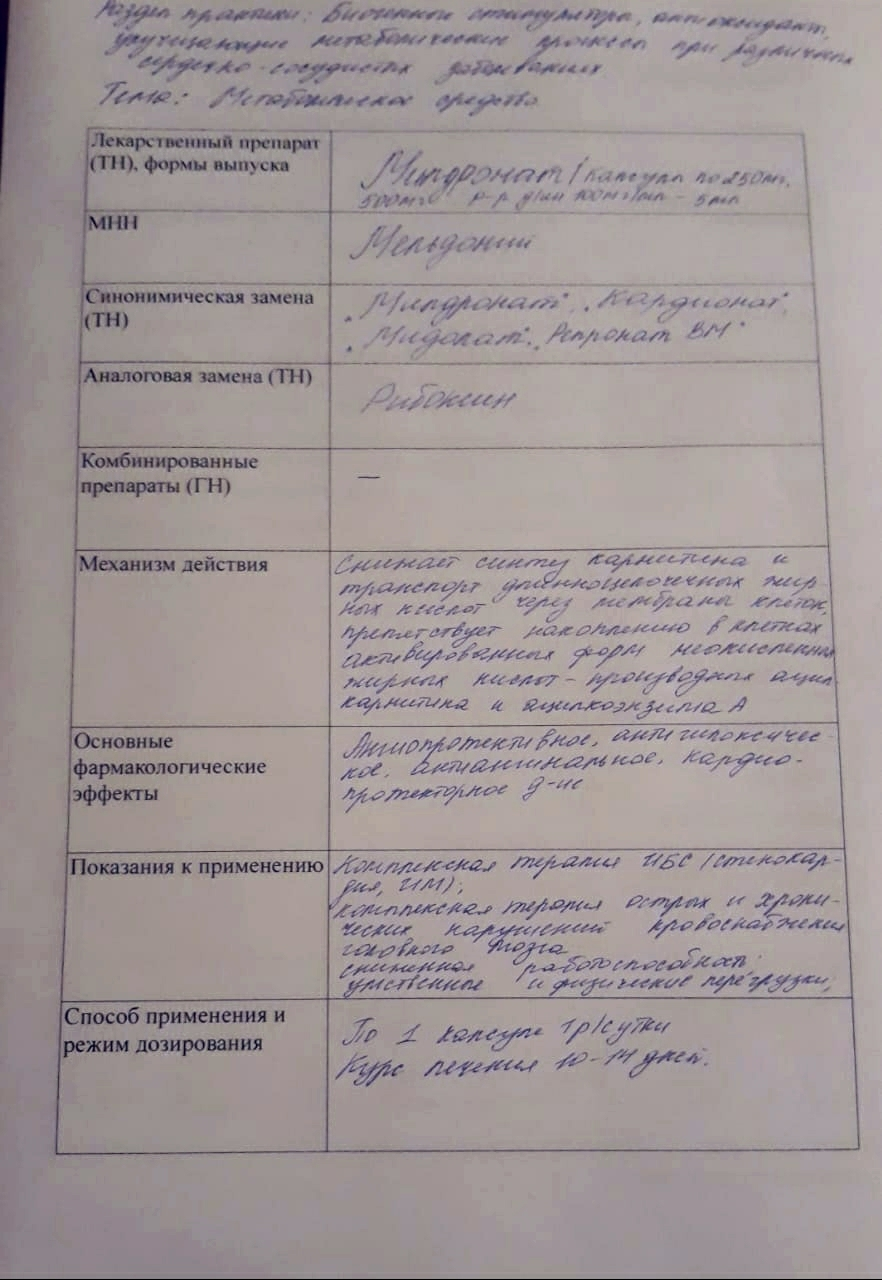 Раздел практики: Биогенные стимуляторы, антиоксидант,
улучшающие метаболические процессы при различных
сердечно-сосудистых заболеваниях.
Тема: Метаболическое средство
Лекарственный препарат
(ТН), формы выпуска
Милдронат / капсулы по 250мг,
500мг р-р д/ин 100мг/мл - 5мл
МНН
Мельдоний
Синонимическая замена
(ТН)
„Милдронат", „Кардионат",
„Мидолат", „Репронат ВМ"
Аналоговая замена (ТН)
Рибоксин
Комбинированные
препараты (ГН)
—
Механизм действия
Снижает синтез карнитина и
транспорт длинноцепочечных жир-
ных кислот через мембраны клеток,
препятствует накоплению в клетках
активированных форм неокисленных
жирных кислот - производных ацил-
карнитина и ацилкоэнзима А
Основные
фармакологические
эффекты
Ангиопротективное, антигипоксичес-
кое, антиангинальное, кардио-
протекторное д-ие
Показания к применению
Комплексная терапия ИБС (стенокар-
дия, ИМ);
комплексная терапия острых и хрони-
ческих нарушений кровоснабжения
головного мозга
сниженная работоспособность;
умственные и физические перегрузки;
Способ применения и
режим дозирования
По 1 капсуле 1р/сутки
Курс лечения 10-14 дней.